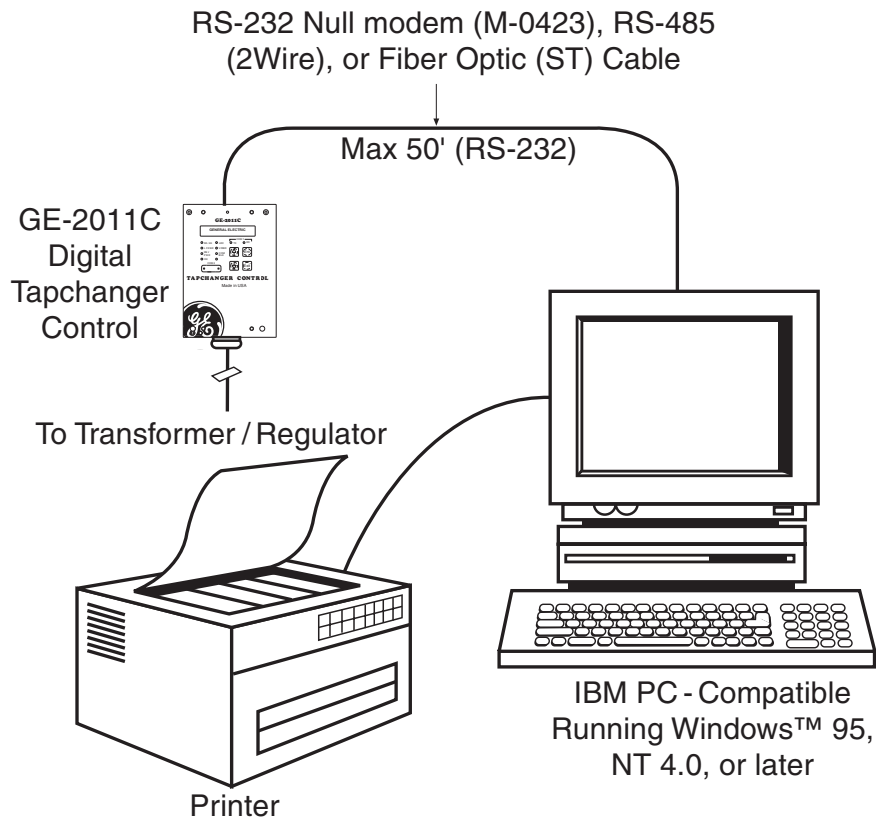 RS-232 Null modem (M-0423), RS-485
(2Wire), or Fiber Optic (ST) Cable
Max 50' (RS-232)
GE-2011C
Digital
Tapchanger
Control
GE-2011C
GENERAL ELECTRIC
TAPCHANGER CONTROL
Made in USA
To Transformer / Regulator
IBM PC - Compatible
Running Windows™ 95,
NT 4.0, or later
Printer